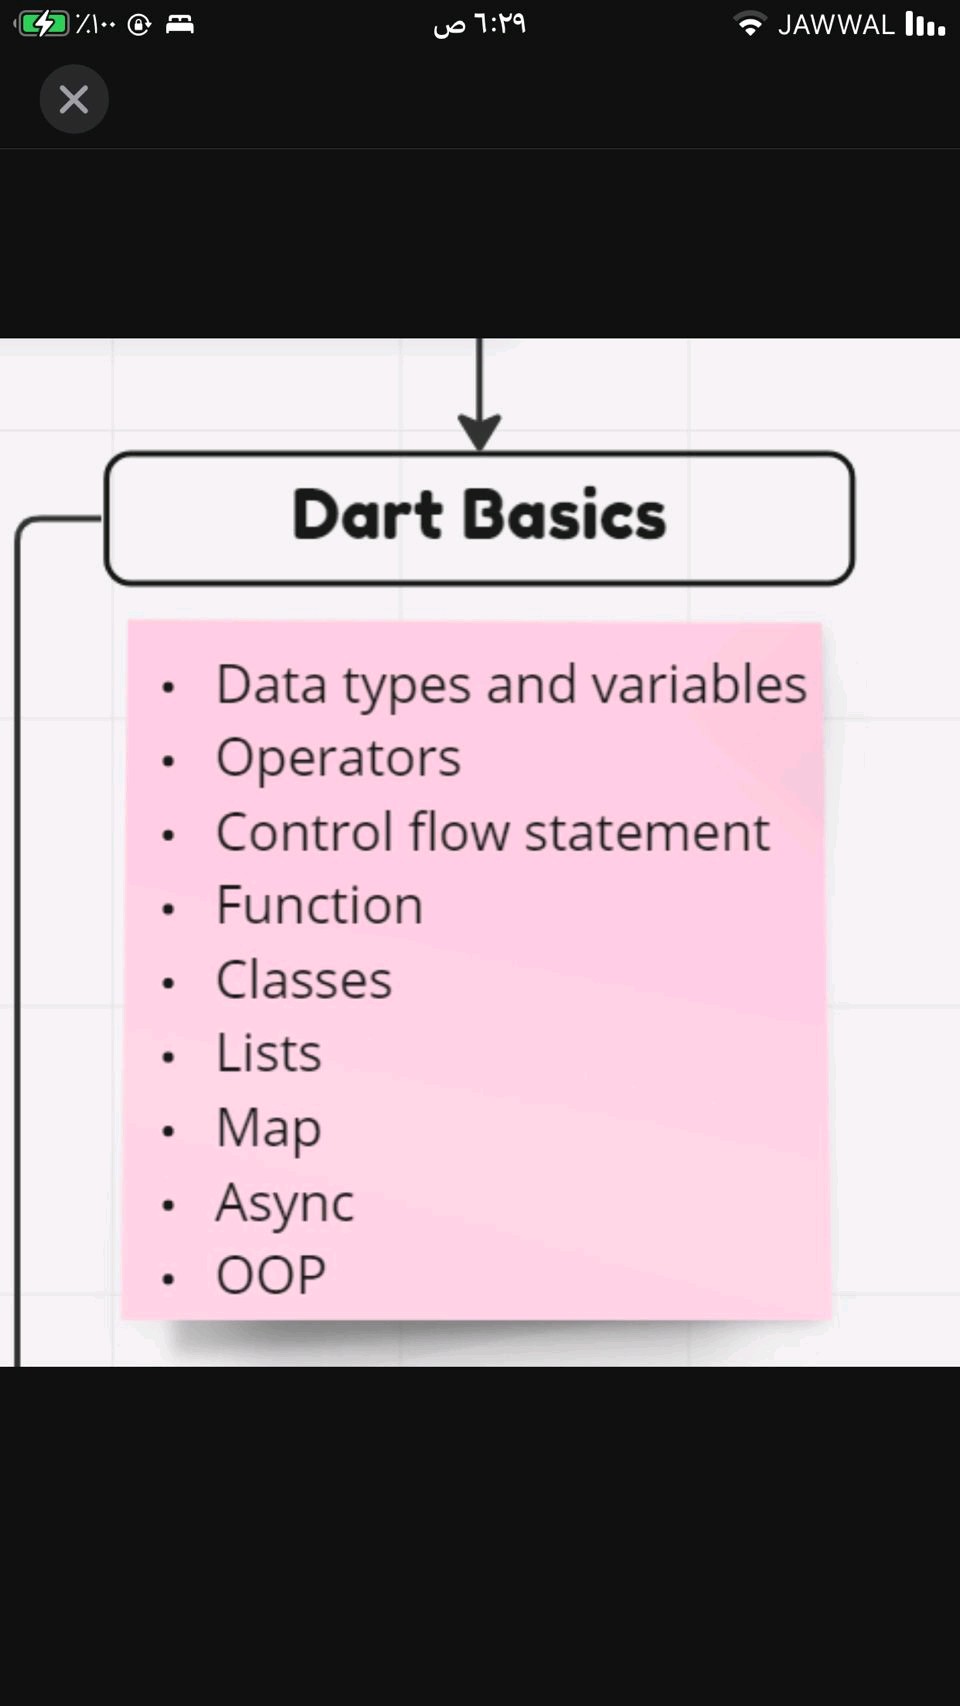 ٪١٠٠ ٦:٢٩ ص JAWWAL
Dart Basics
• Data types and variables
• Operators
• Control flow statement
• Function
• Classes
• Lists
• Map
• Async
• OOP